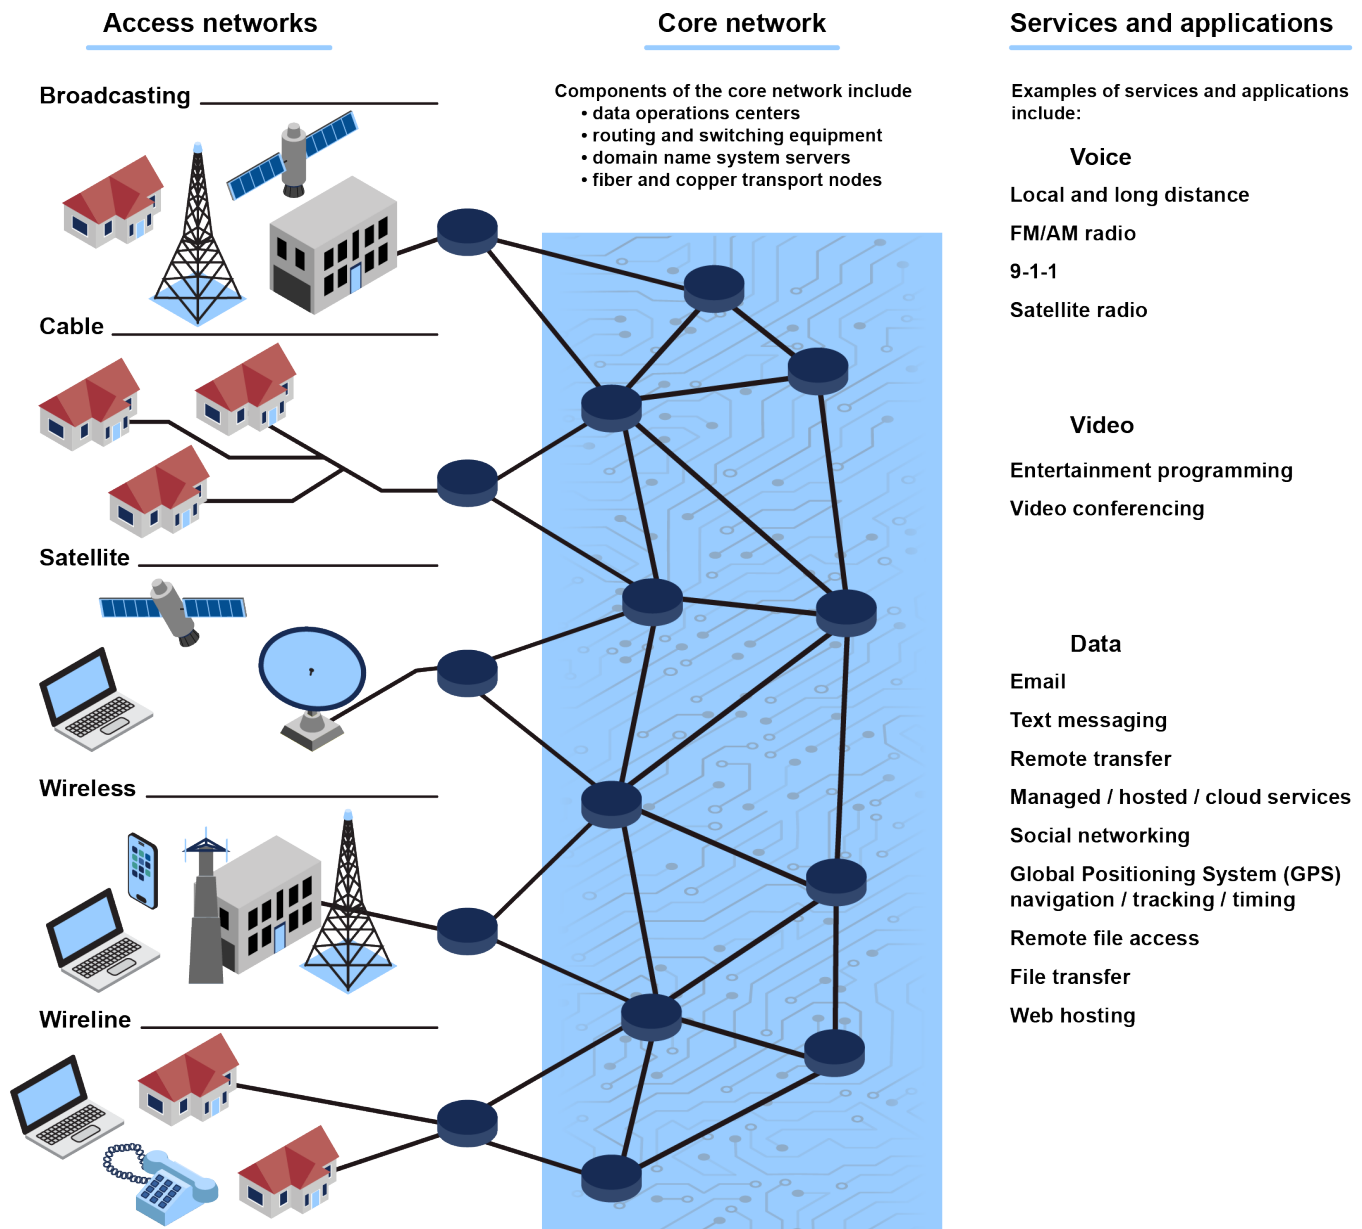 Access networks
Core network
Services and applications
Broadcasting
Cable
Satellite
Wireless
Wireline
Components of the core network include
• data operations centers
• routing and switching equipment
• domain name system servers
• fiber and copper transport nodes
Examples of services and applications
include:
Voice
Local and long distance
FM/AM radio
9-1-1
Satellite radio
Video
Entertainment programming
Video conferencing
Data
Email
Text messaging
Remote transfer
Managed / hosted / cloud services
Social networking
Global Positioning System (GPS)
navigation / tracking / timing
Remote file access
File transfer
Web hosting